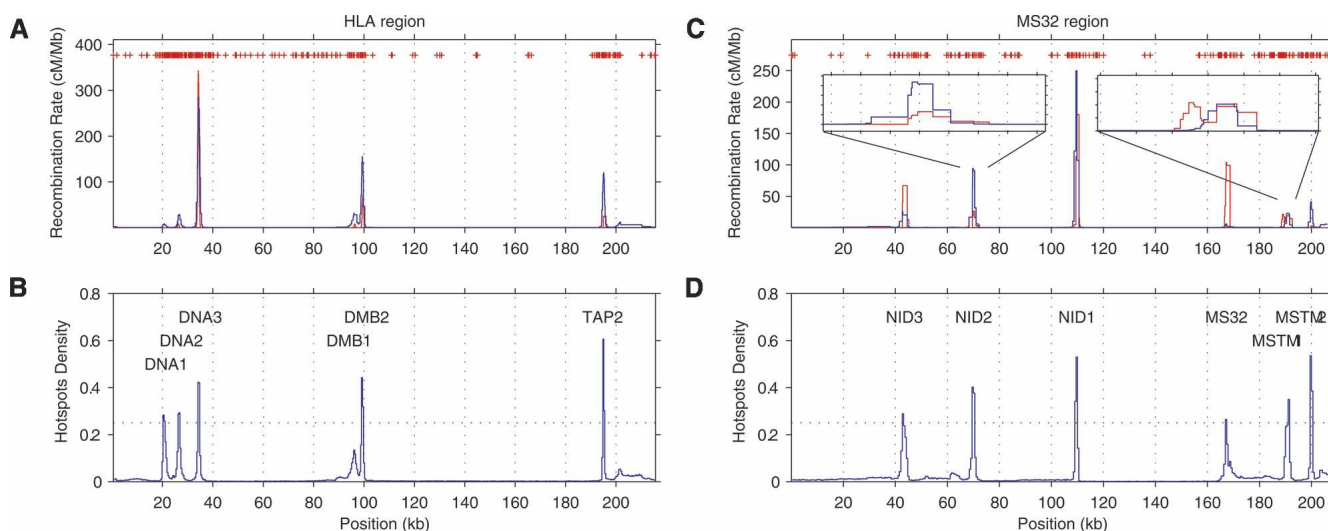 A
HLA region
Recombination Rate (cM/Mb)
400
300
200
100
20 40 60 80 100 120 140 160 180 200
B
Hotspots Density
0.8
0.6
0.4
0.2
0
DNA3 DMB2 TAP2
DNA2 DMB1
DNA1
20 40 60 80 100 120 140 160 180 200
Position (kb)
C
MS32 region
Recombination Rate (cM/Mb)
250
200
150
100
50
20 40 60 80 100 120 140 160 180 200
D
Hotspots Density
0.8
0.6
0.4
0.2
0
NID3 NID2 NID1 MS32 MSTM2
MSTM1
20 40 60 80 100 120 140 160 180 200
Position (kb)